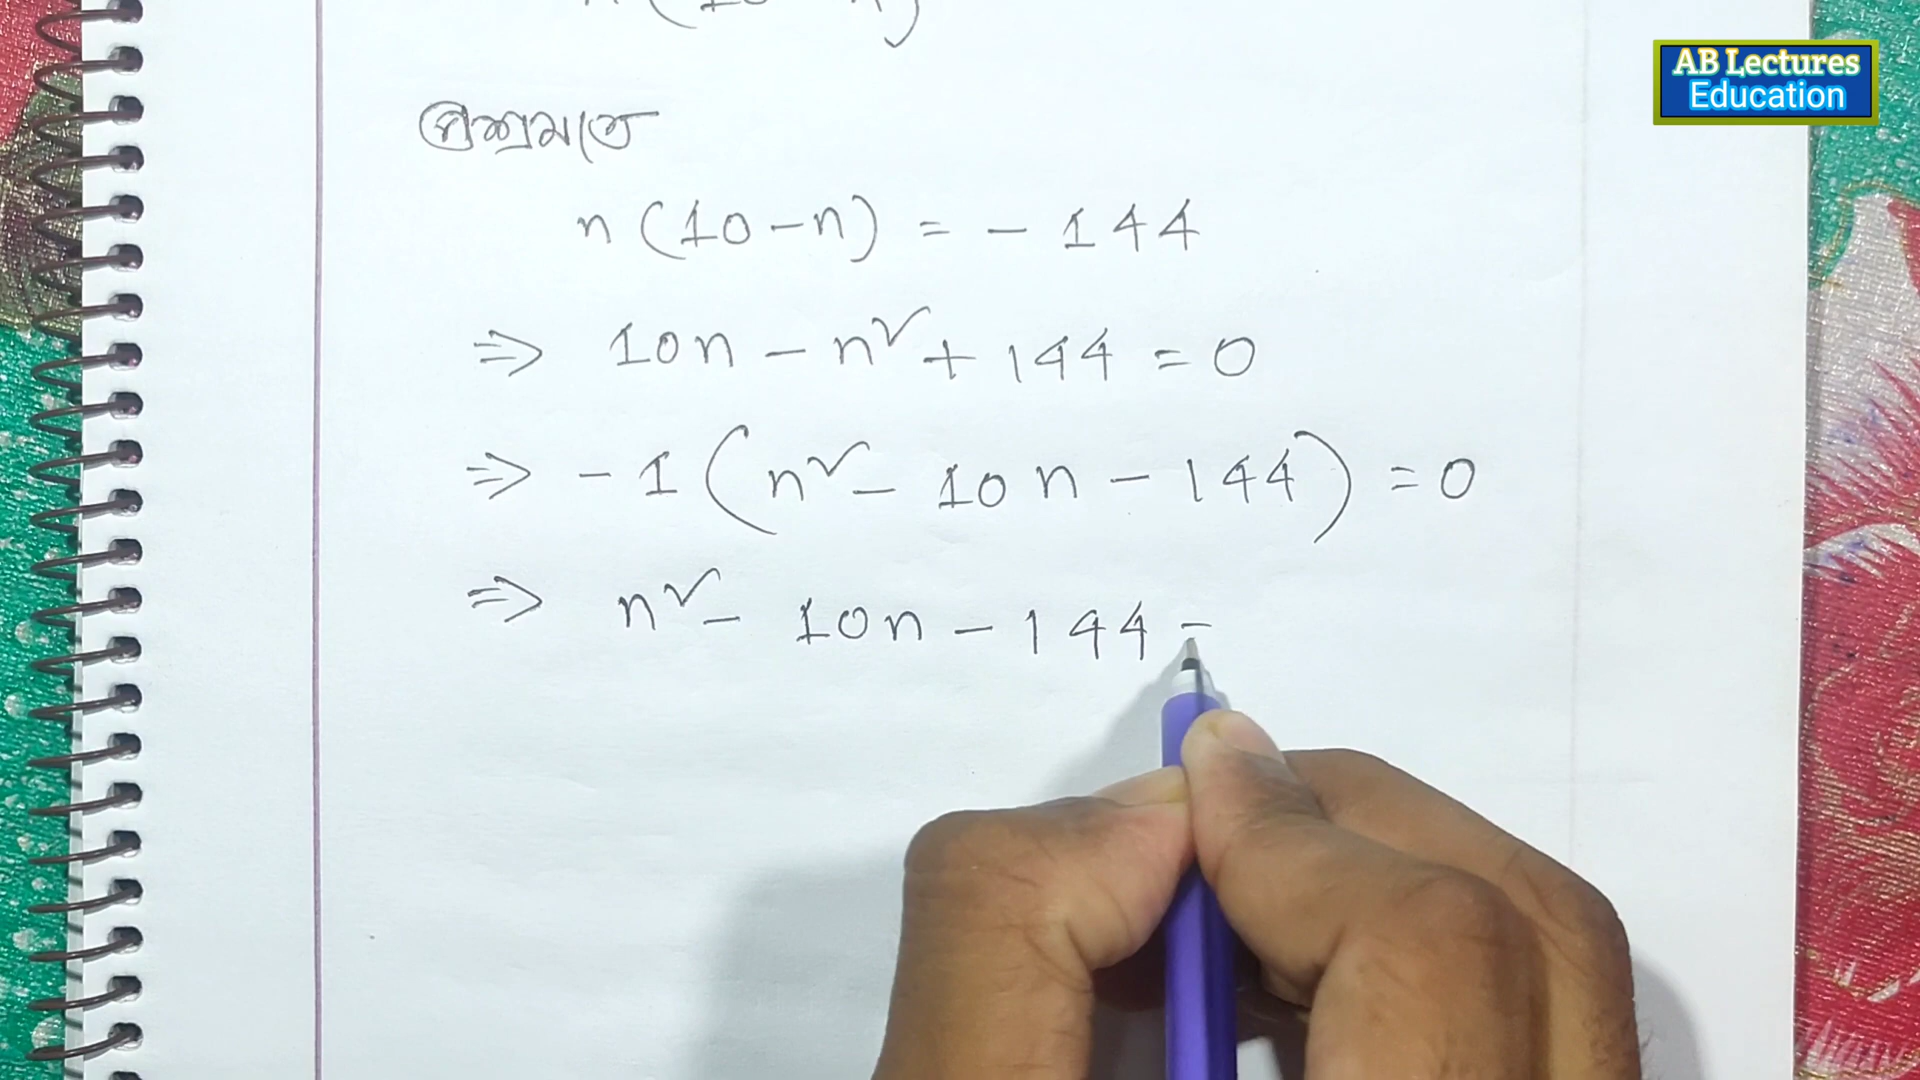 AB Lectures
Education
n(10-n)
প্রশ্নমতে
n(10-n) = - 144
⇒ 10n - n² + 144 = 0
⇒ -1(n² - 10n - 144) = 0
⇒ n² - 10n - 144 -